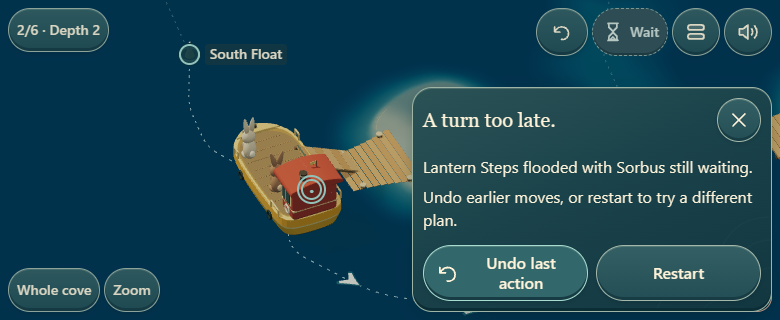 2/6 · Depth 2
Wait
South Float
A turn too late.
Lantern Steps flooded with Sorbus still waiting.
Undo earlier moves, or restart to try a different
plan.
Undo last
action
Restart
Whole cove
Zoom